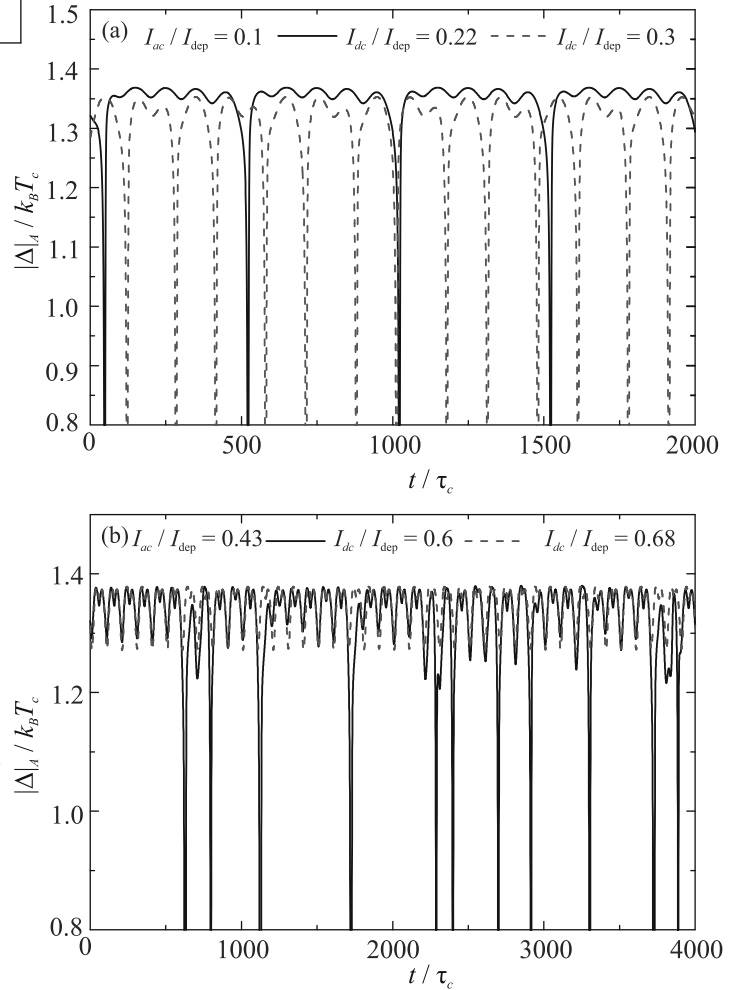 1.5
(a) I_ac / I_dep = 0.1 I_dc / I_dep = 0.22 I_dc / I_dep = 0.3
1.4
1.3
1.2
1.1
1.0
0.9
0.8
|Δ|_A / k_B T_c
0 500 1000 1500 2000
t / τ_c
(b) I_ac / I_dep = 0.43 I_dc / I_dep = 0.6 I_dc / I_dep = 0.68
1.4
1.2
1.0
0.8
|Δ|_A / k_B T_c
0 1000 2000 3000 4000
t / τ_c